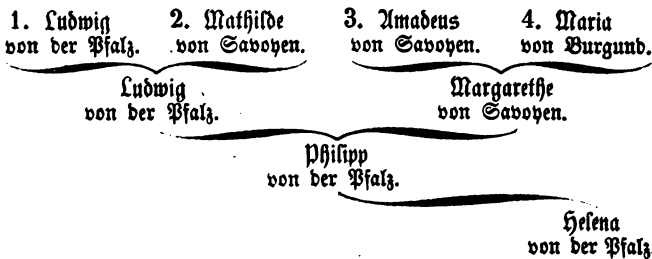 1. Ludwig 2. Mathilde 3. Amadeus 4. Maria
von der Pfalz. von Savoyen. von Savoyen. von Burgund.
Ludwig Margarethe
von der Pfalz. von Savoyen.
Philipp
von der Pfalz.
Helena
von der Pfalz